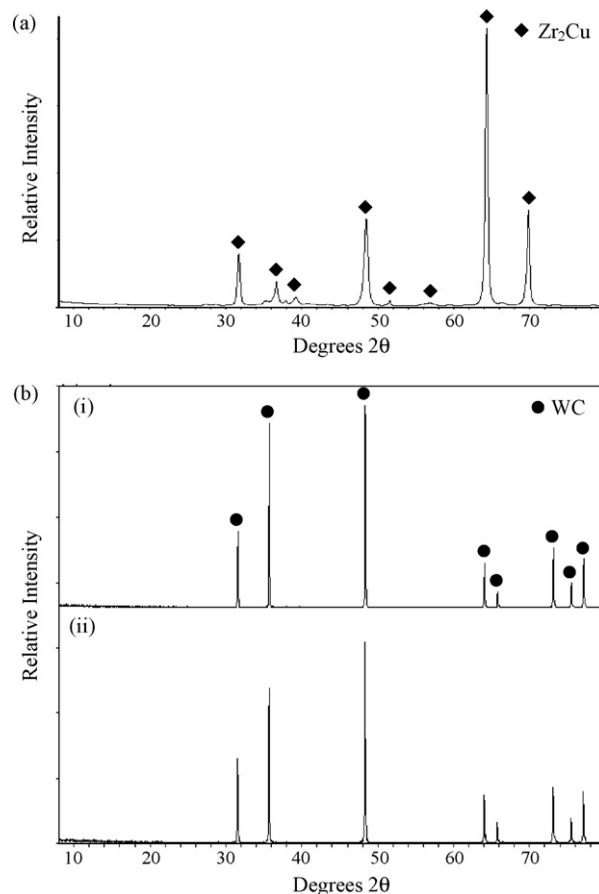 (a)
◆ Zr₂Cu
Relative Intensity
10 20 30 40 50 60 70
Degrees 2θ
(b)
(i)
● WC
(ii)
Relative Intensity
10 20 30 40 50 60 70
Degrees 2θ